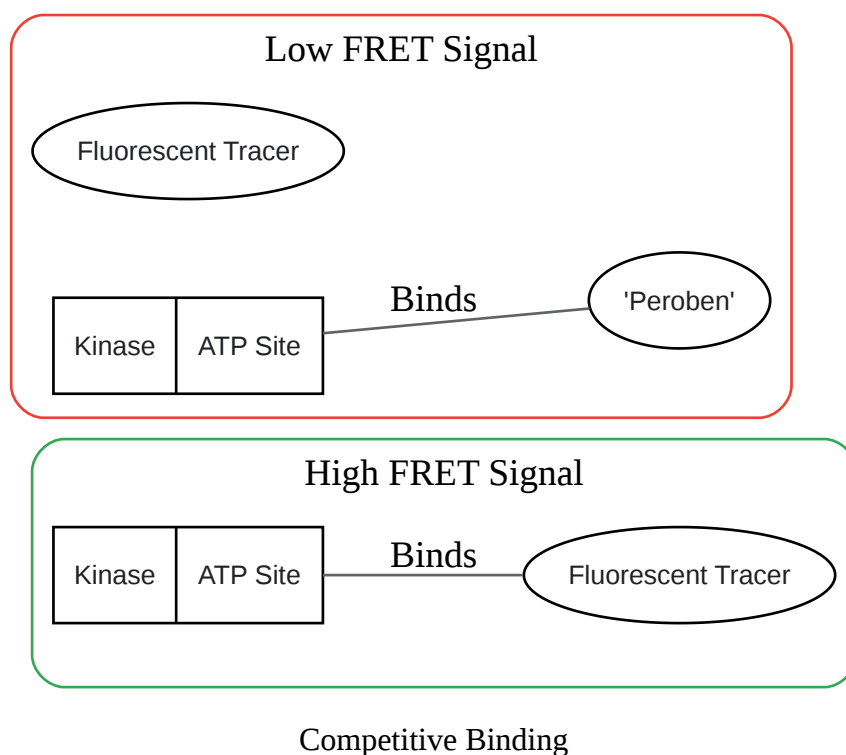 Low FRET Signal
Fluorescent Tracer
Binds
'Peroben'
Kinase
ATP Site
High FRET Signal
Binds
Kinase
ATP Site
Fluorescent Tracer
Competitive Binding